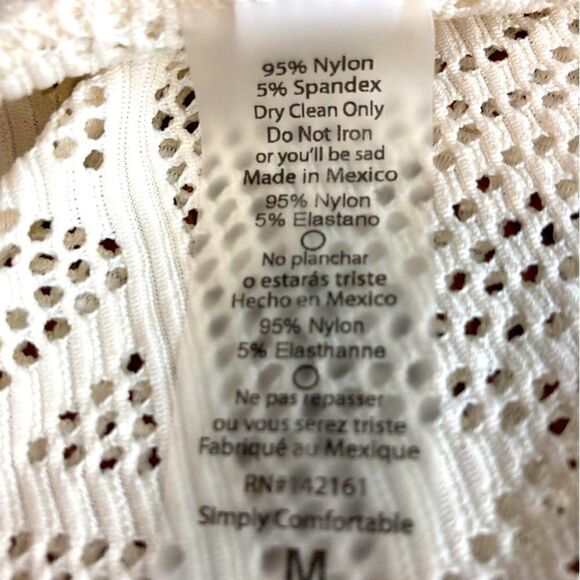 95% Nylon
5% Spandex
Dry Clean Only
Do Not Iron
or you'll be sad
Made in Mexico
95% Nylon
5% Elastano
No planchar
o estarás triste
Hecho en Mexico
95% Nylon
5% Elasthanne
Ne pas repasser
ou vous serez triste
Fabriqué au Mexique
RN#142161
Simply Comfortable
M